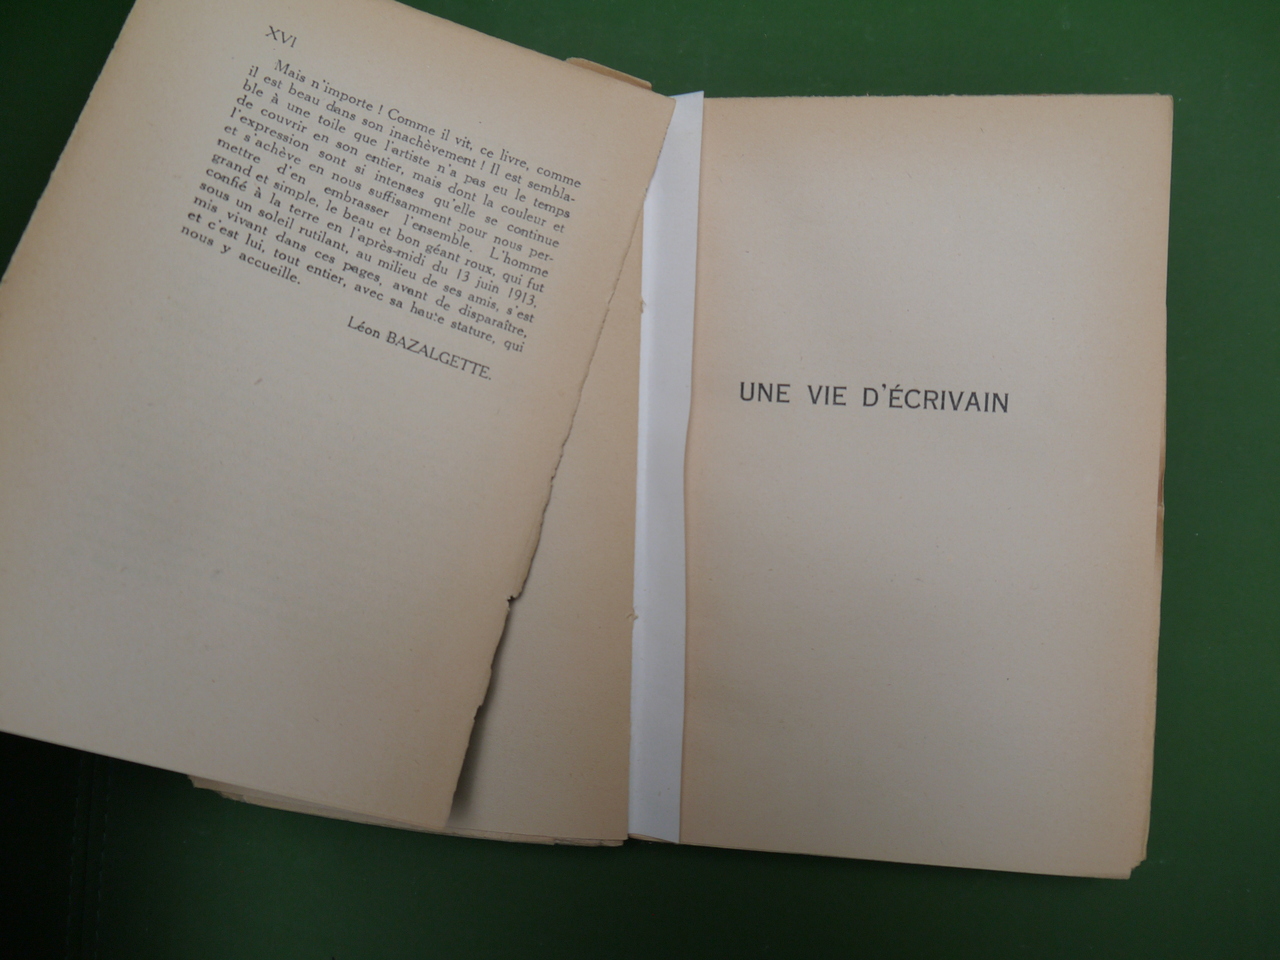 XVI
Mais n'importe ! Comme il vit, ce livre, comme
il est beau dans son inachèvement ! Il est sembla-
ble à une toile que l'artiste n'a pas eu le temps
de couvrir en son entier, mais dont la couleur et
l'expression sont si intenses qu'elle se continue
et s'achève en nous suffisamment pour nous per-
mettre d'en embrasser l'ensemble. L'homme
grand et simple, le beau et bon géant roux, qui fut
confié à la terre en l'après-midi du 13 juin 1913,
sous un soleil rutilant, au milieu de ses amis, s'est
mis vivant dans ces pages, avant de disparaître,
et c'est lui, tout entier, avec sa haute stature, qui
nous y accueille.
Léon BAZALGETTE.
UNE VIE D'ÉCRIVAIN